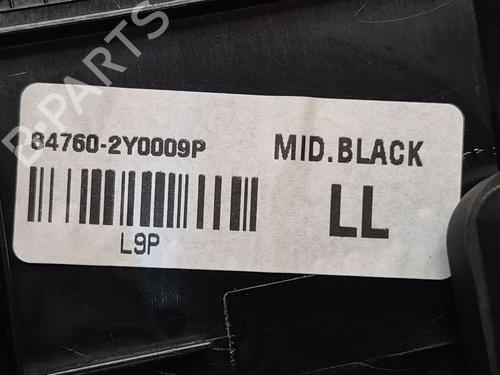 B-PARTS
84760-2Y0009P
MID.BLACK
LL
L9P